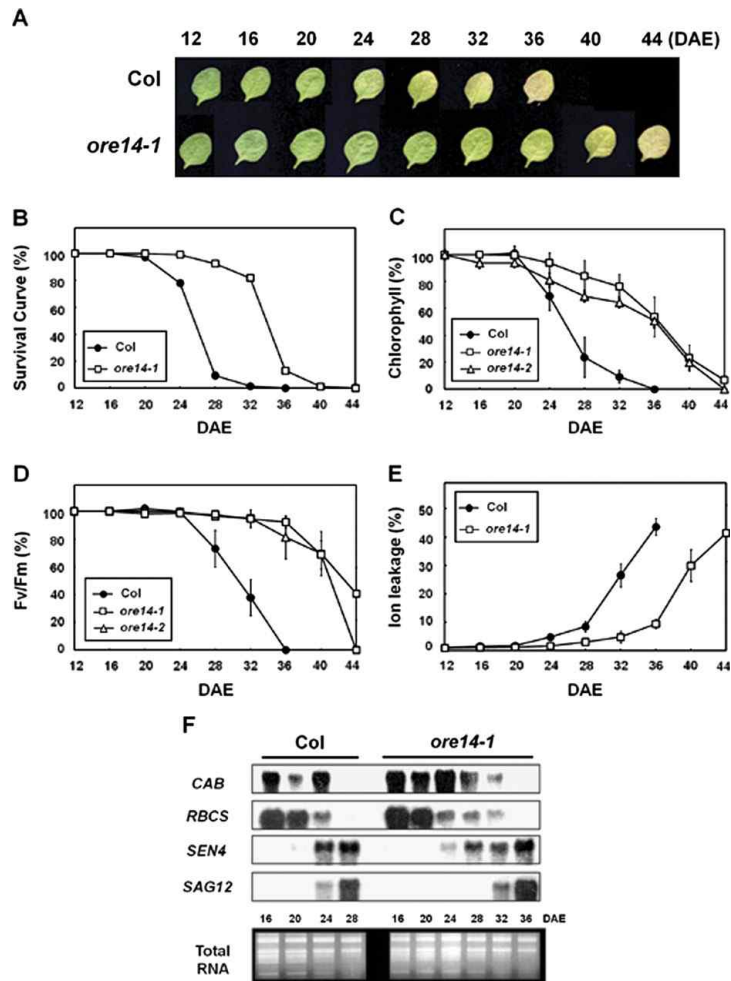 A
12 16 20 24 28 32 36 40 44 (DAE)
Col
ore14-1
B
Survival Curve (%)
100
80
60
40
20
0
Col
ore14-1
12 16 20 24 28 32 36 40 44
DAE
C
Chlorophyll (%)
100
80
60
40
20
0
Col
ore14-1
ore14-2
12 16 20 24 28 32 36 40 44
DAE
D
Fv/Fm (%)
100
80
60
40
20
0
Col
ore14-1
ore14-2
12 16 20 24 28 32 36 40 44
DAE
E
Ion leakage (%)
50
40
30
20
10
0
Col
ore14-1
12 16 20 24 28 32 36 40 44
DAE
F
Col ore14-1
CAB
RBCS
SEN4
SAG12
16 20 24 28 16 20 24 28 32 36 DAE
Total
RNA